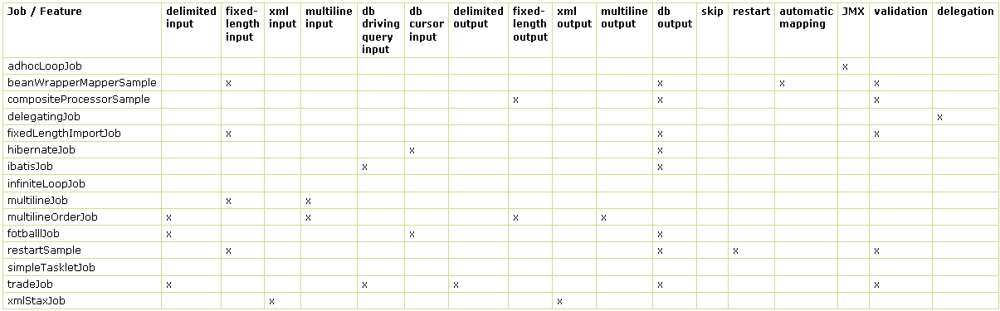 Job / Feature delimited input fixed-length input xml input multiline input db driving query input db cursor input delimited output fixed-length output xml output multiline output db output skip restart automatic mapping JMX validation delegation
adhocLoopJob x
beanWrapperMapperSample x x x x
compositeProcessorSample x x x
delegatingJob x
fixedLengthImportJob x x x
hibernateJob x x
ibatisJob x x
infiniteLoopJob
multilineJob x x
multilineOrderJob x x x x
fotballlJob x x x
restartSample x x x x
simpleTaskletJob
tradeJob x x x x x
xmlStaxJob x x